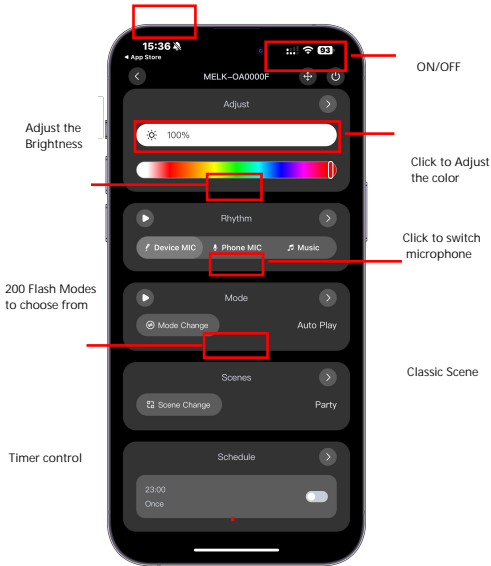 15:36
93
App Store
ON/OFF
MELK-OA0000F
Adjust
Adjust the
Brightness
100%
Click to Adjust
the color
Rhythm
Device MIC
Phone MIC
Music
Click to switch
microphone
200 Flash Modes
to choose from
Mode
Mode Change
Auto Play
Classic Scene
Scenes
Scene Change
Party
Timer control
Schedule
23:00
Once